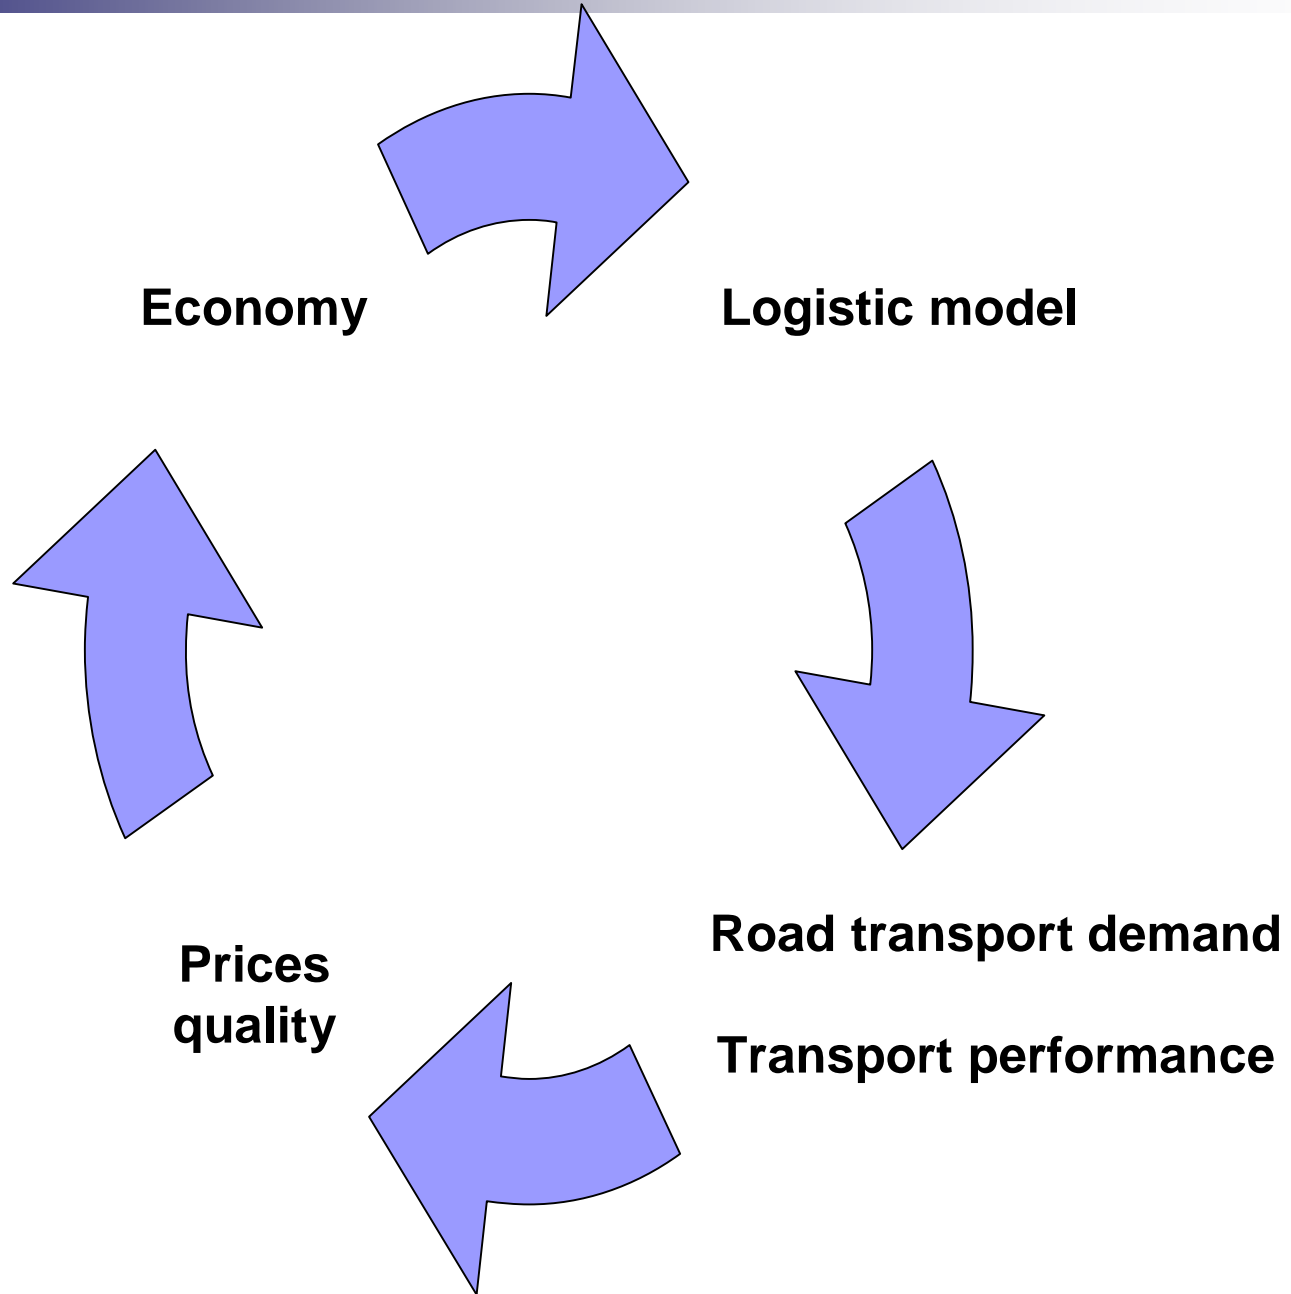 Economy
Logistic model
Road transport demand
Transport performance
Prices
quality